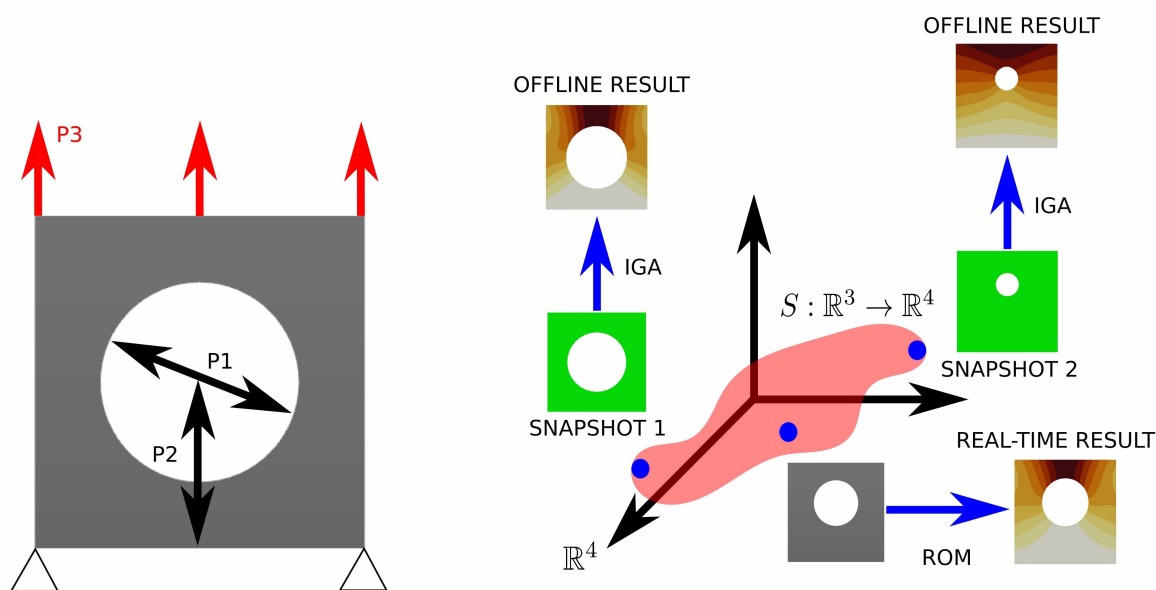 P3
P1
P2
OFFLINE RESULT
IGA
SNAPSHOT 1
OFFLINE RESULT
IGA
SNAPSHOT 2
S : ℝ³ → ℝ⁴
ℝ⁴
REAL-TIME RESULT
ROM